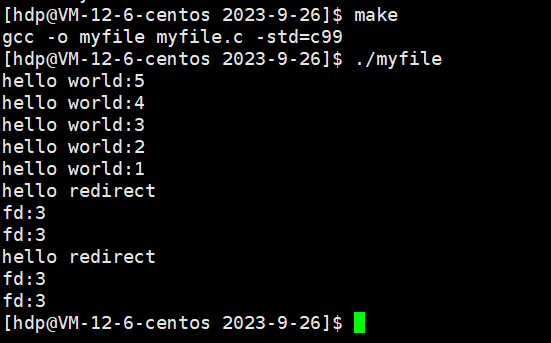 [hdp@VM-12-6-centos 2023-9-26]$ make
gcc -o myfile myfile.c -std=c99
[hdp@VM-12-6-centos 2023-9-26]$ ./myfile
hello world:5
hello world:4
hello world:3
hello world:2
hello world:1
hello redirect
fd:3
fd:3
hello redirect
fd:3
fd:3
[hdp@VM-12-6-centos 2023-9-26]$